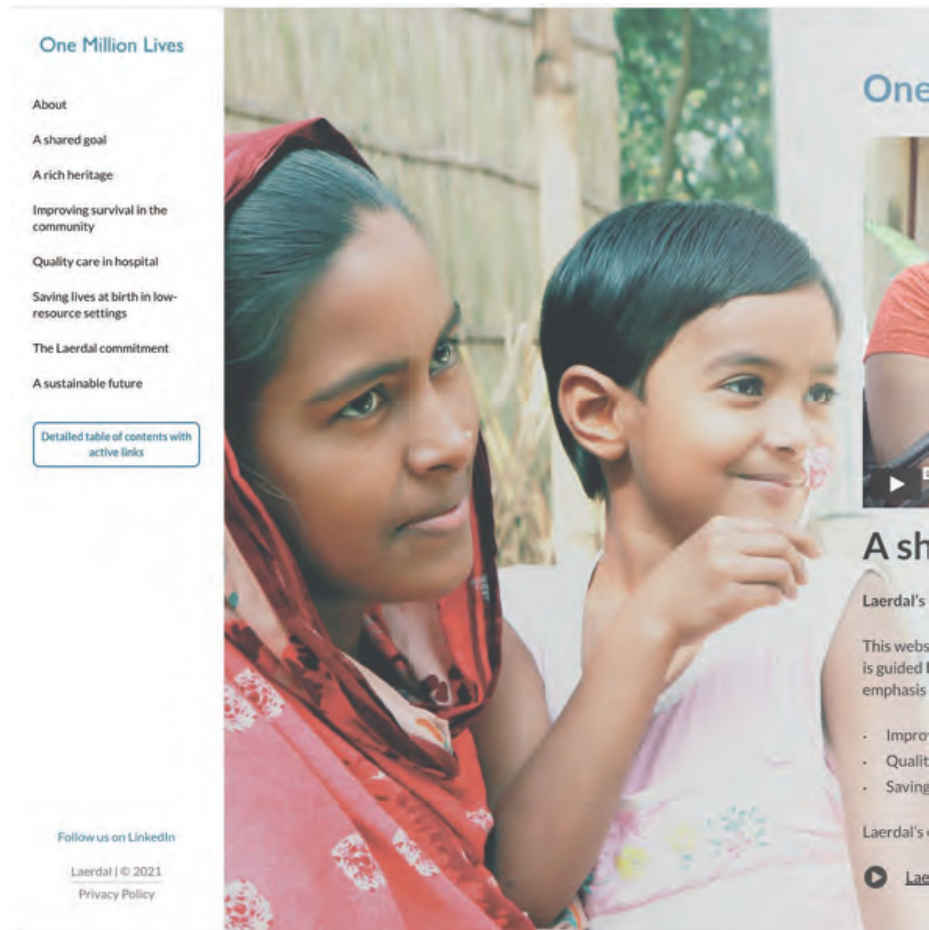 One Million Lives
About
A shared goal
A rich heritage
Improving survival in the
community
Quality care in hospital
Saving lives at birth in low-
resource settings
The Laerdal commitment
A sustainable future
Detailed table of contents with
active links
Follow us on LinkedIn
Laerdal | © 2021
Privacy Policy
One
A sh
Laerdal's
This webs
is guided
emphasis
Improv
Qualit
Saving
Laerdal's
Lae